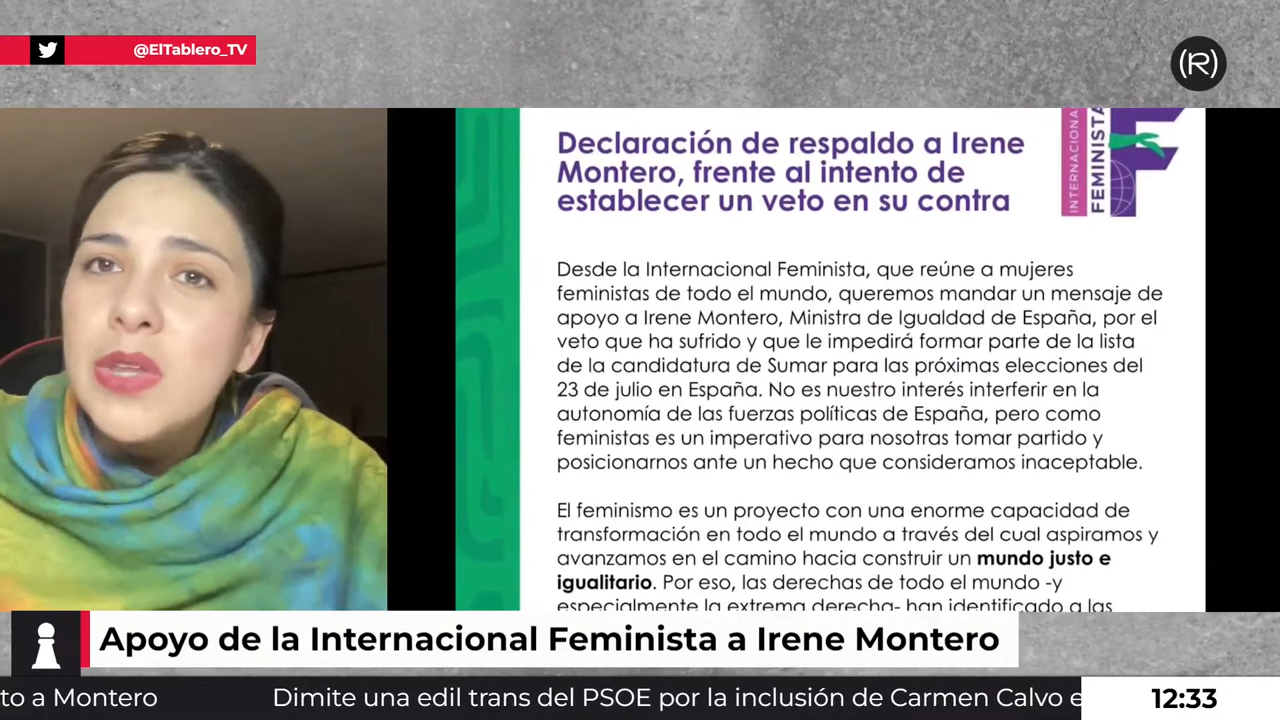 @ElTablero_TV
(R)
Declaración de respaldo a Irene
Montero, frente al intento de
establecer un veto en su contra
INTERNACIONAL
FEMINISTA
Desde la Internacional Feminista, que reúne a mujeres
feministas de todo el mundo, queremos mandar un mensaje de
apoyo a Irene Montero, Ministra de Igualdad de España, por el
veto que ha sufrido y que le impedirá formar parte de la lista
de la candidatura de Sumar para las próximas elecciones del
23 de julio en España. No es nuestro interés interferir en la
autonomía de las fuerzas políticas de España, pero como
feministas es un imperativo para nosotras tomar partido y
posicionarnos ante un hecho que consideramos inaceptable.
El feminismo es un proyecto con una enorme capacidad de
transformación en todo el mundo a través del cual aspiramos y
avanzamos en el camino hacia construir un mundo justo e
igualitario. Por eso, las derechas de todo el mundo -y
especialmente la extrema derecha- han identificado a las
Apoyo de la Internacional Feminista a Irene Montero
to a Montero Dimite una edil trans del PSOE por la inclusión de Carmen Calvo e
12:33